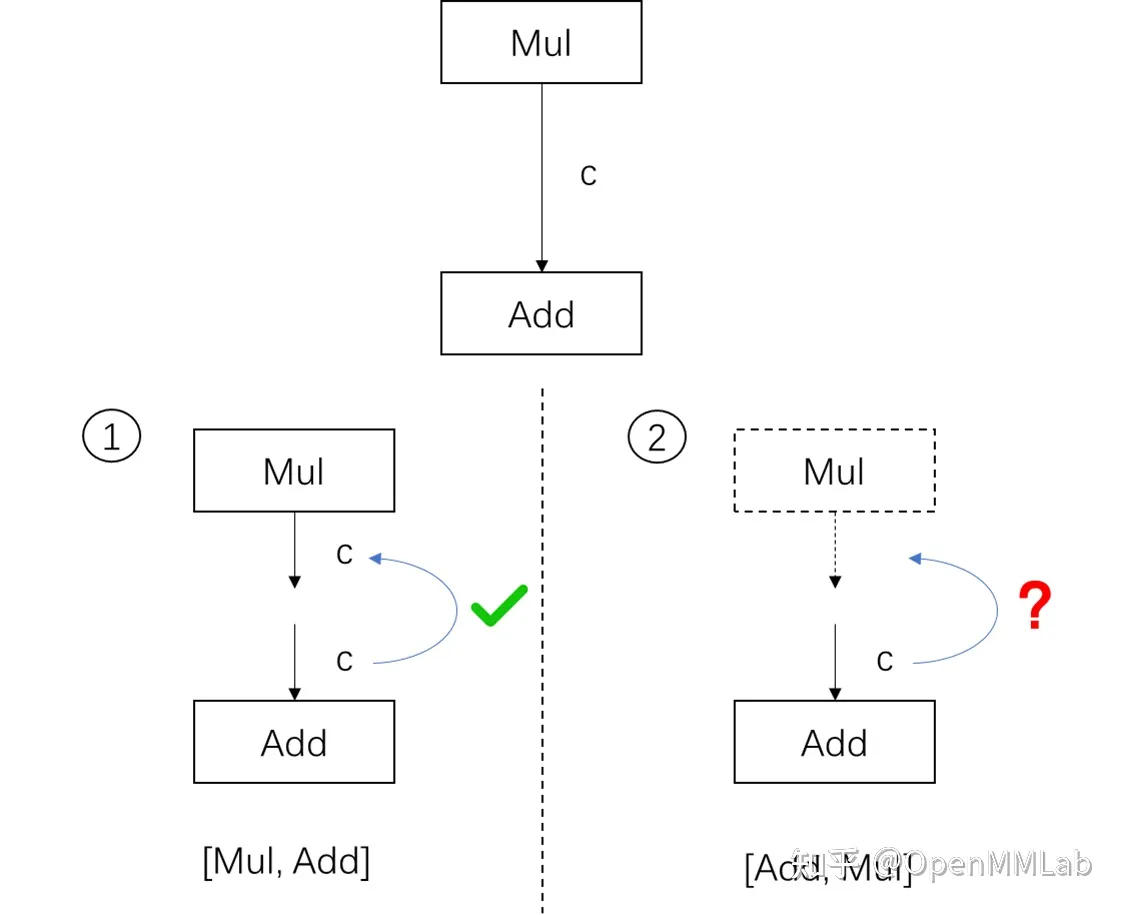 Mul
c
Add
1
Mul
c
c
Add
[Mul, Add]
2
Mul
?
c
Add
[Add, Mul]
知乎 @OpenMMLab